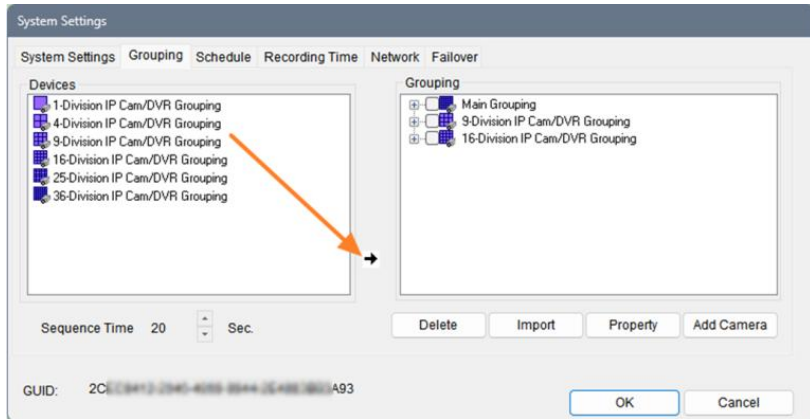 System Settings
System Settings Grouping Schedule Recording Time Network Failover
Devices
1-Division IP Cam/DVR Grouping
4-Division IP Cam/DVR Grouping
9-Division IP Cam/DVR Grouping
16-Division IP Cam/DVR Grouping
25-Division IP Cam/DVR Grouping
36-Division IP Cam/DVR Grouping
Grouping
Main Grouping
9-Division IP Cam/DVR Grouping
16-Division IP Cam/DVR Grouping
Sequence Time 20 Sec.
Delete Import Property Add Camera
GUID:
OK Cancel